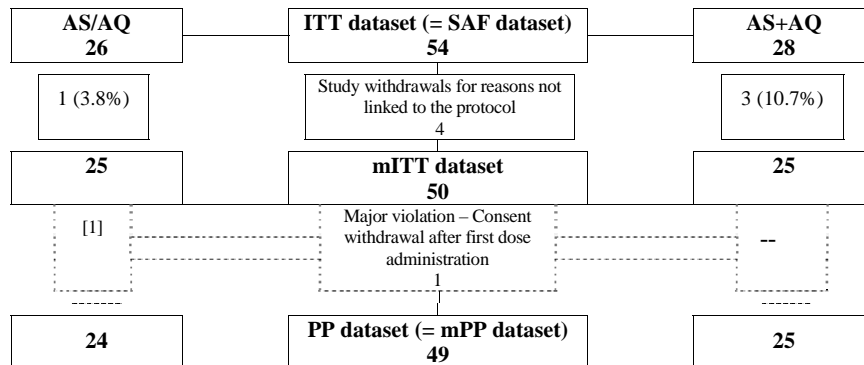 AS/AQ
26
ITT dataset (= SAF dataset)
54
AS+AQ
28
1 (3.8%)
Study withdrawals for reasons not
linked to the protocol
4
3 (10.7%)
25
mITT dataset
50
25
[1]
Major violation – Consent
withdrawal after first dose
administration
1
--
24
PP dataset (= mPP dataset)
49
25